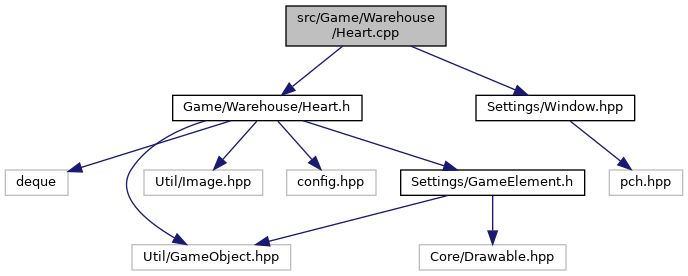 src/Game/Warehouse
/Heart.cpp
Game/Warehouse/Heart.h
Settings/Window.hpp
deque
Util/Image.hpp
config.hpp
Settings/GameElement.h
pch.hpp
Util/GameObject.hpp
Core/Drawable.hpp